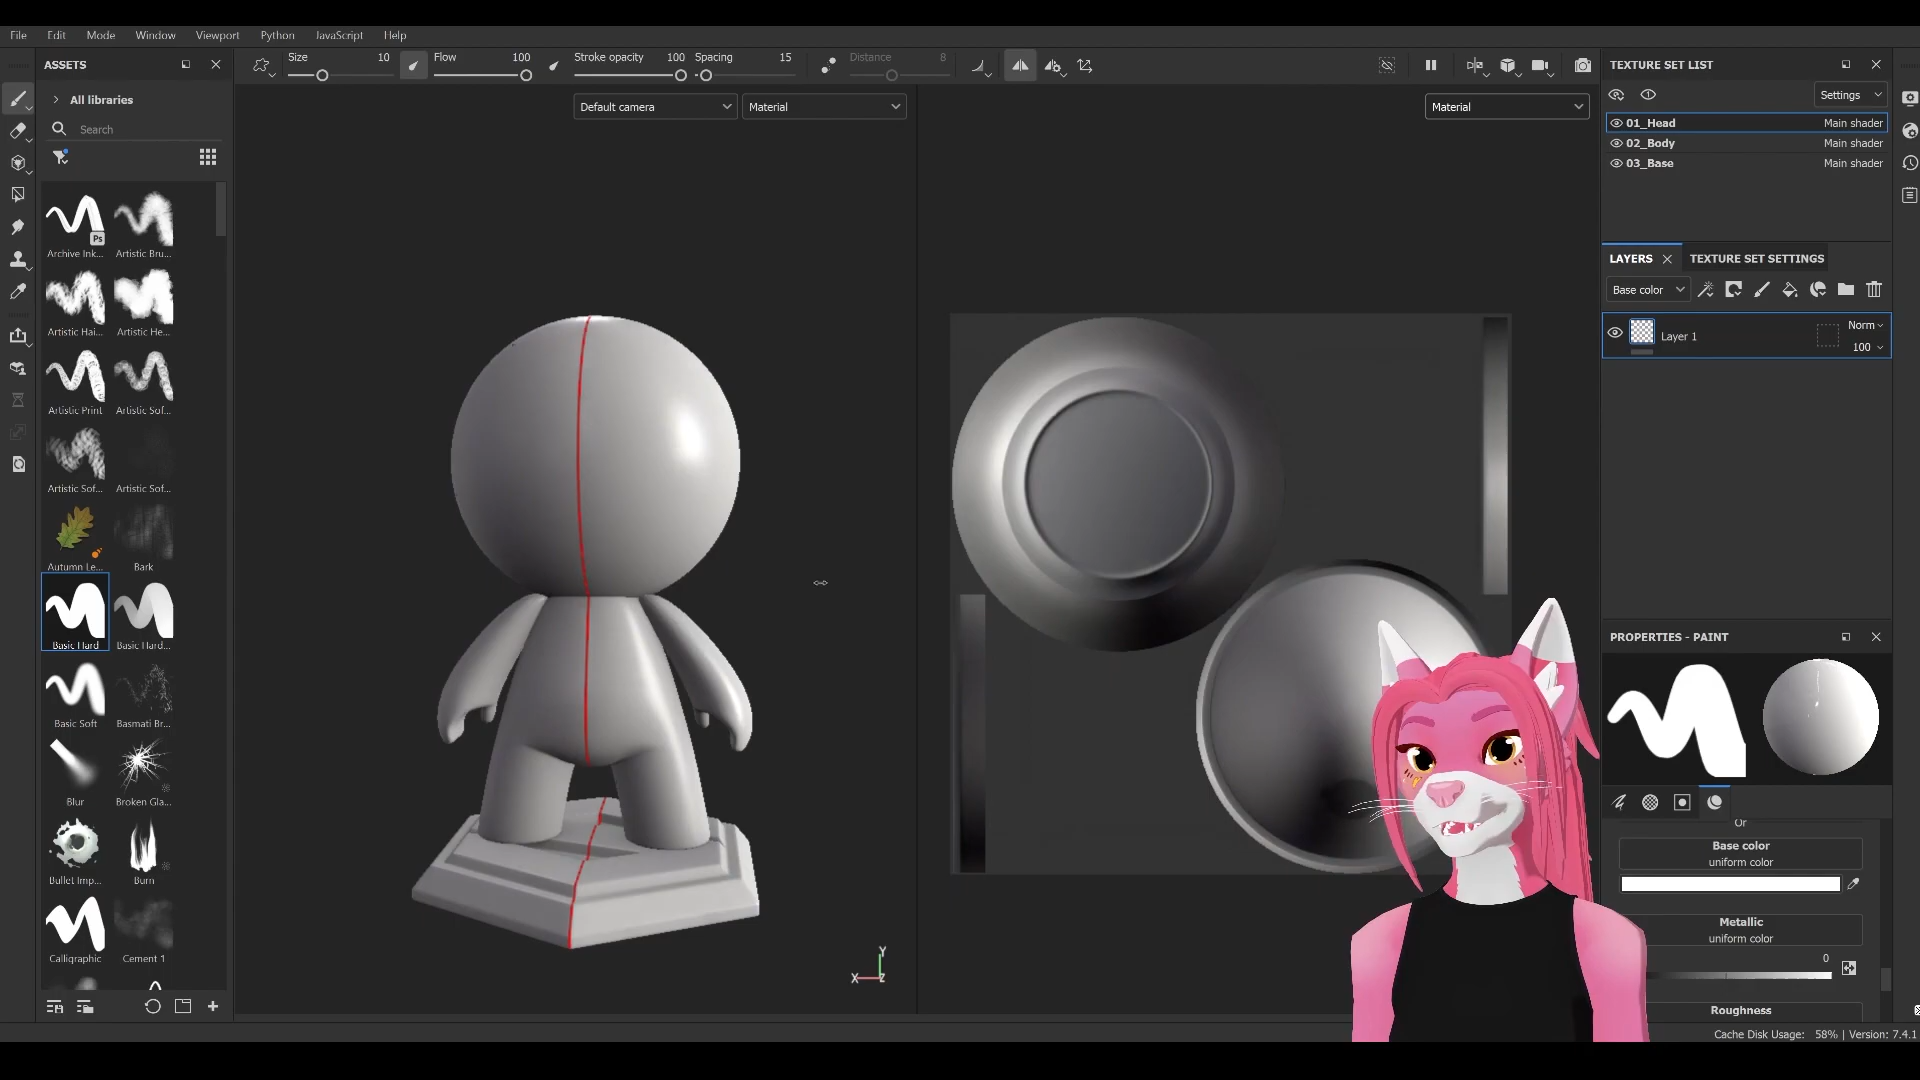 File Edit Mode Window Viewport Python JavaScript Help
ASSETS
All libraries
Search
Archive Ink... Artistic Bru...
Ps
Artistic Hai... Artistic He...
Artistic Print Artistic Sof...
Artistic Sof... Artistic Sof...
Autumn Le... Bark
Basic Hard Basic Hard...
Basic Soft Basmati Br...
Blur Broken Gla...
Bullet Imp... Burn
Calligraphic Cement 1
Size 10 Flow 100 Stroke opacity 100 Spacing 15 Distance 8
Default camera Material Material
Y
X Z
TEXTURE SET LIST
Settings
01_Head Main shader
02_Body Main shader
03_Base Main shader
LAYERS TEXTURE SET SETTINGS
Base color
Layer 1 Norm
100
PROPERTIES - PAINT
Or
Base color
uniform color
Metallic
uniform color
0
Roughness
Cache Disk Usage: 58% | Version: 7.4.1